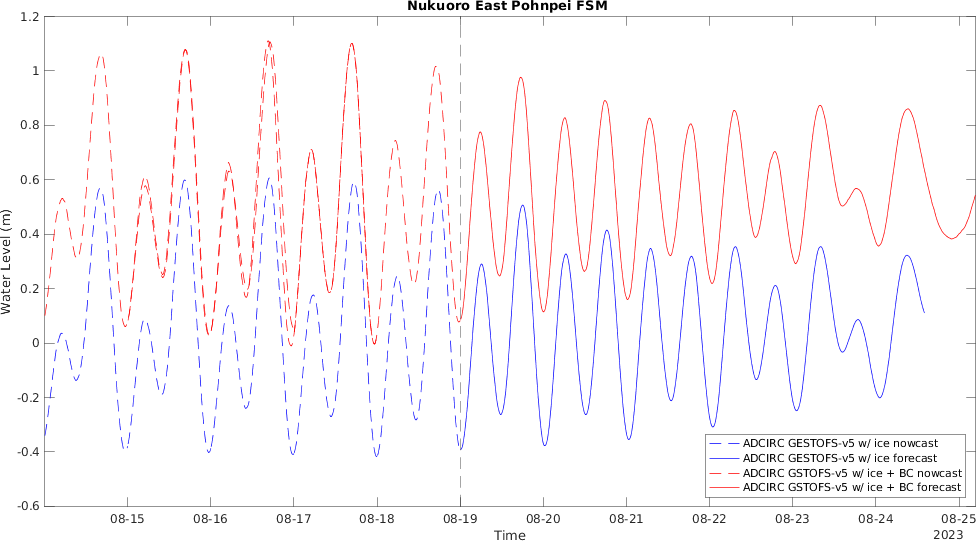 Nukuoro East Pohnpei FSM
1.2
1
0.8
0.6
0.4
0.2
0
-0.2
-0.4
-0.6
Water Level (m)
ADCIRC GESTOFS-v5 w/ ice nowcast
ADCIRC GESTOFS-v5 w/ ice forecast
ADCIRC GSTOFS-v5 w/ ice + BC nowcast
ADCIRC GSTOFS-v5 w/ ice + BC forecast
08-15 08-16 08-17 08-18 08-19 08-20 08-21 08-22 08-23 08-24 08-25
Time 2023